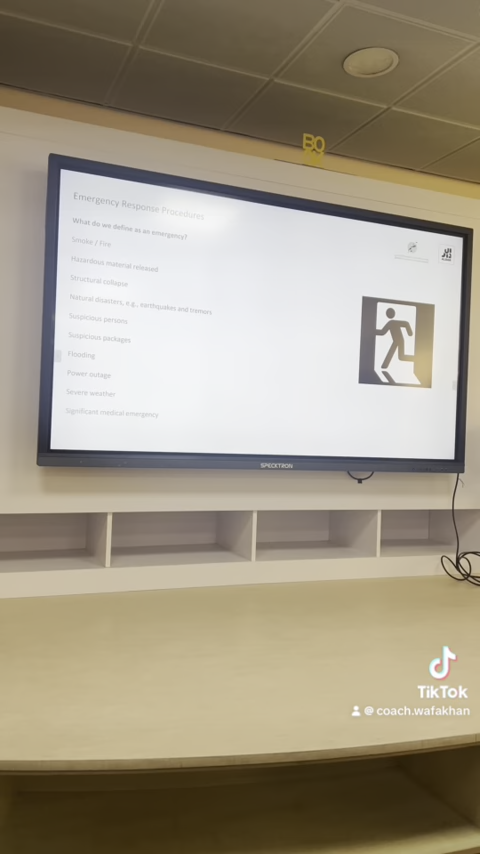 BO
Emergency Response Procedures
What do we define as an emergency?
Smoke / Fire
Hazardous material released
Structural collapse
Natural disasters, e.g., earthquakes and tremors
Suspicious persons
Suspicious packages
Flooding
Power outage
Severe weather
Significant medical emergency
SPECKTRON
TikTok
@ coach.wafakhan